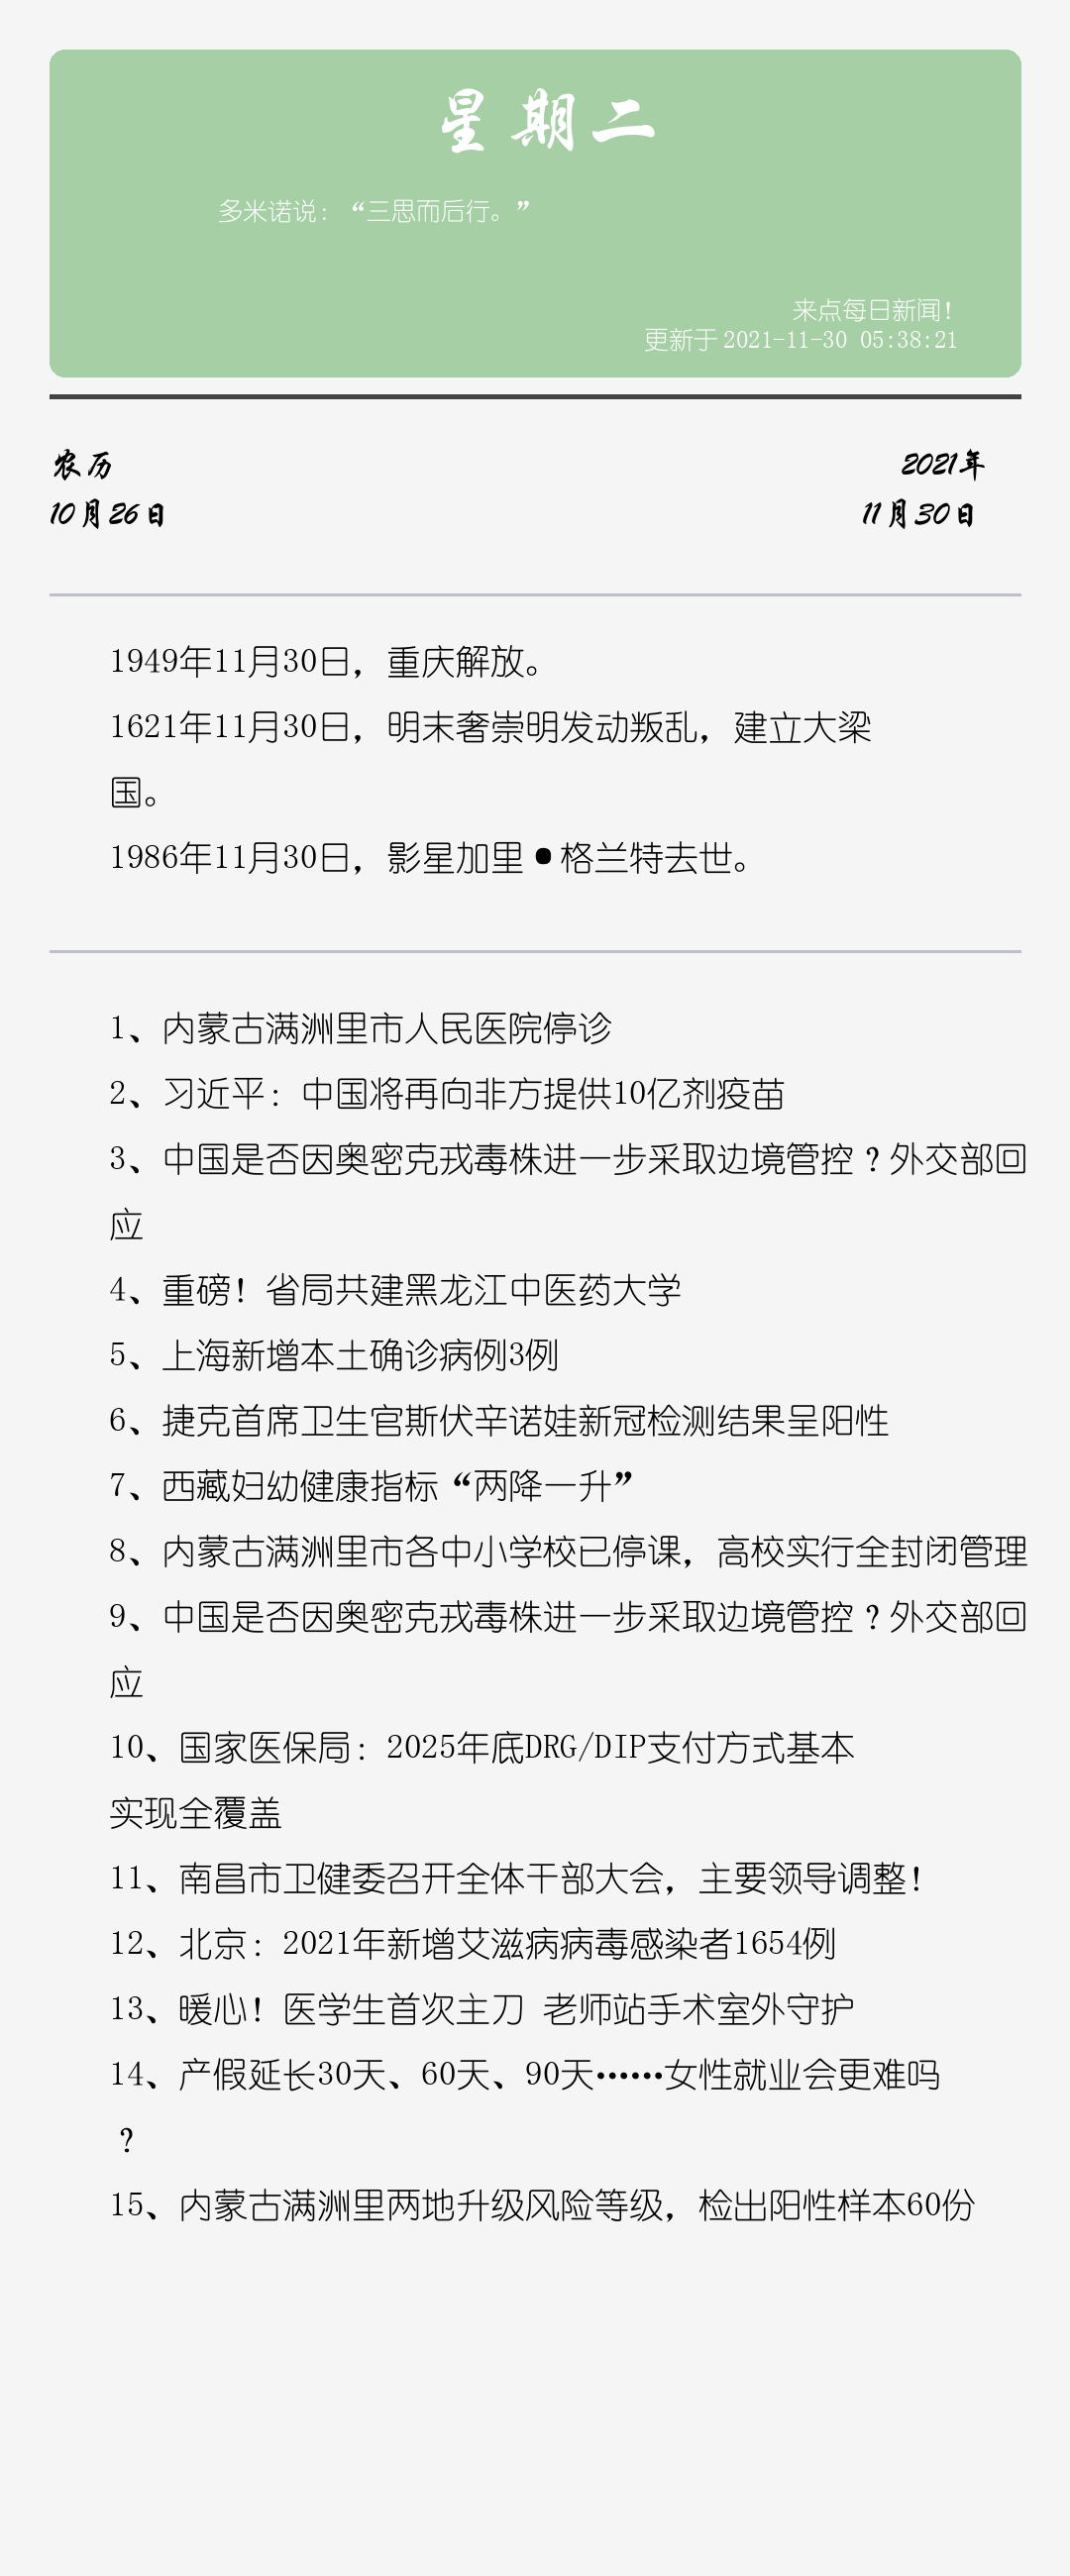 星期二
多米诺说：“三思而后行。”
来点每日新闻！
更新于 2021-11-30 05:38:21
农历
2021年
10月26日
11月30日
1949年11月30日，重庆解放。
1621年11月30日，明末奢崇明发动叛乱，建立大梁
国。
1986年11月30日，影星加里•格兰特去世。
1、内蒙古满洲里市人民医院停诊
2、习近平：中国将再向非方提供10亿剂疫苗
3、中国是否因奥密克戎毒株进一步采取边境管控？外交部回
应
4、重磅！省局共建黑龙江中医药大学
5、上海新增本土确诊病例3例
6、捷克首席卫生官斯伏辛诺娃新冠检测结果呈阳性
7、西藏妇幼健康指标“两降一升”
8、内蒙古满洲里市各中小学校已停课，高校实行全封闭管理
9、中国是否因奥密克戎毒株进一步采取边境管控？外交部回
应
10、国家医保局：2025年底DRG/DIP支付方式基本
实现全覆盖
11、南昌市卫健委召开全体干部大会，主要领导调整！
12、北京：2021年新增艾滋病病毒感染者1654例
13、暖心！医学生首次主刀 老师站手术室外守护
14、产假延长30天、60天、90天……女性就业会更难吗
？
15、内蒙古满洲里两地升级风险等级，检出阳性样本60份